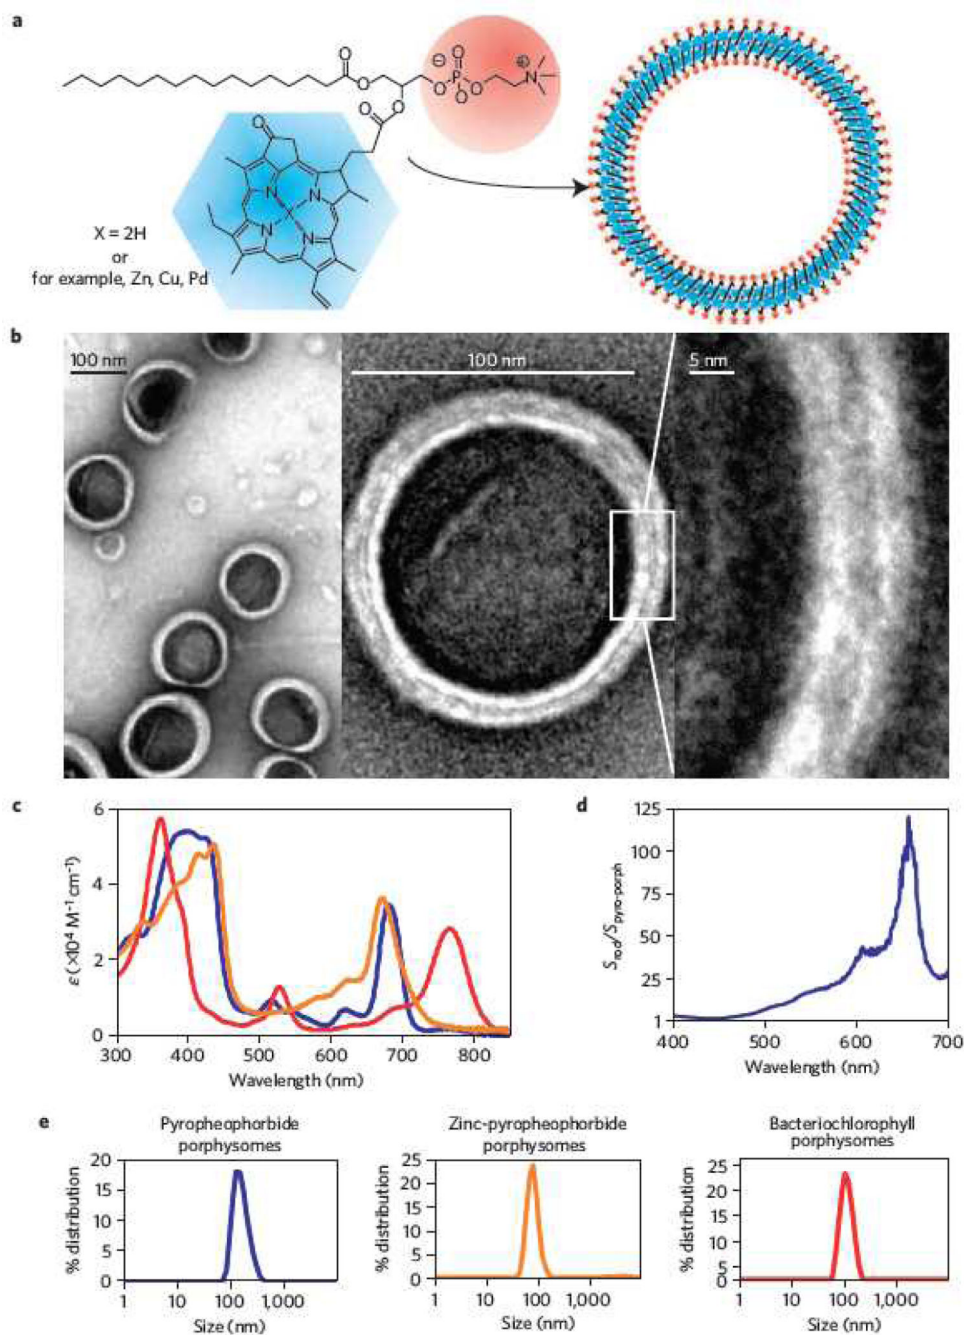 a
O
O
O
O
⊖
O
P
O
O
O
⊕
N
O
O
N
N
N
N
X = 2H
or
for example, Zn, Cu, Pd
b
100 nm
100 nm
5 nm
c
6
4
2
0
ε (×10⁴ M⁻¹ cm⁻¹)
300 400 500 600 700 800
Wavelength (nm)
d
125
100
75
50
25
1
S_rod/S_pyro-porph
400 500 600 700
Wavelength (nm)
e
Pyropheophorbide
porphysomes
20
15
10
5
0
% distribution
1 10 100 1,000
Size (nm)
Zinc-pyropheophorbide
porphysomes
25
20
15
10
5
0
% distribution
1 10 100 1,000
Size (nm)
Bacteriochlorophyll
porphysomes
25
20
15
10
5
0
% distribution
1 10 100 1,000
Size (nm)